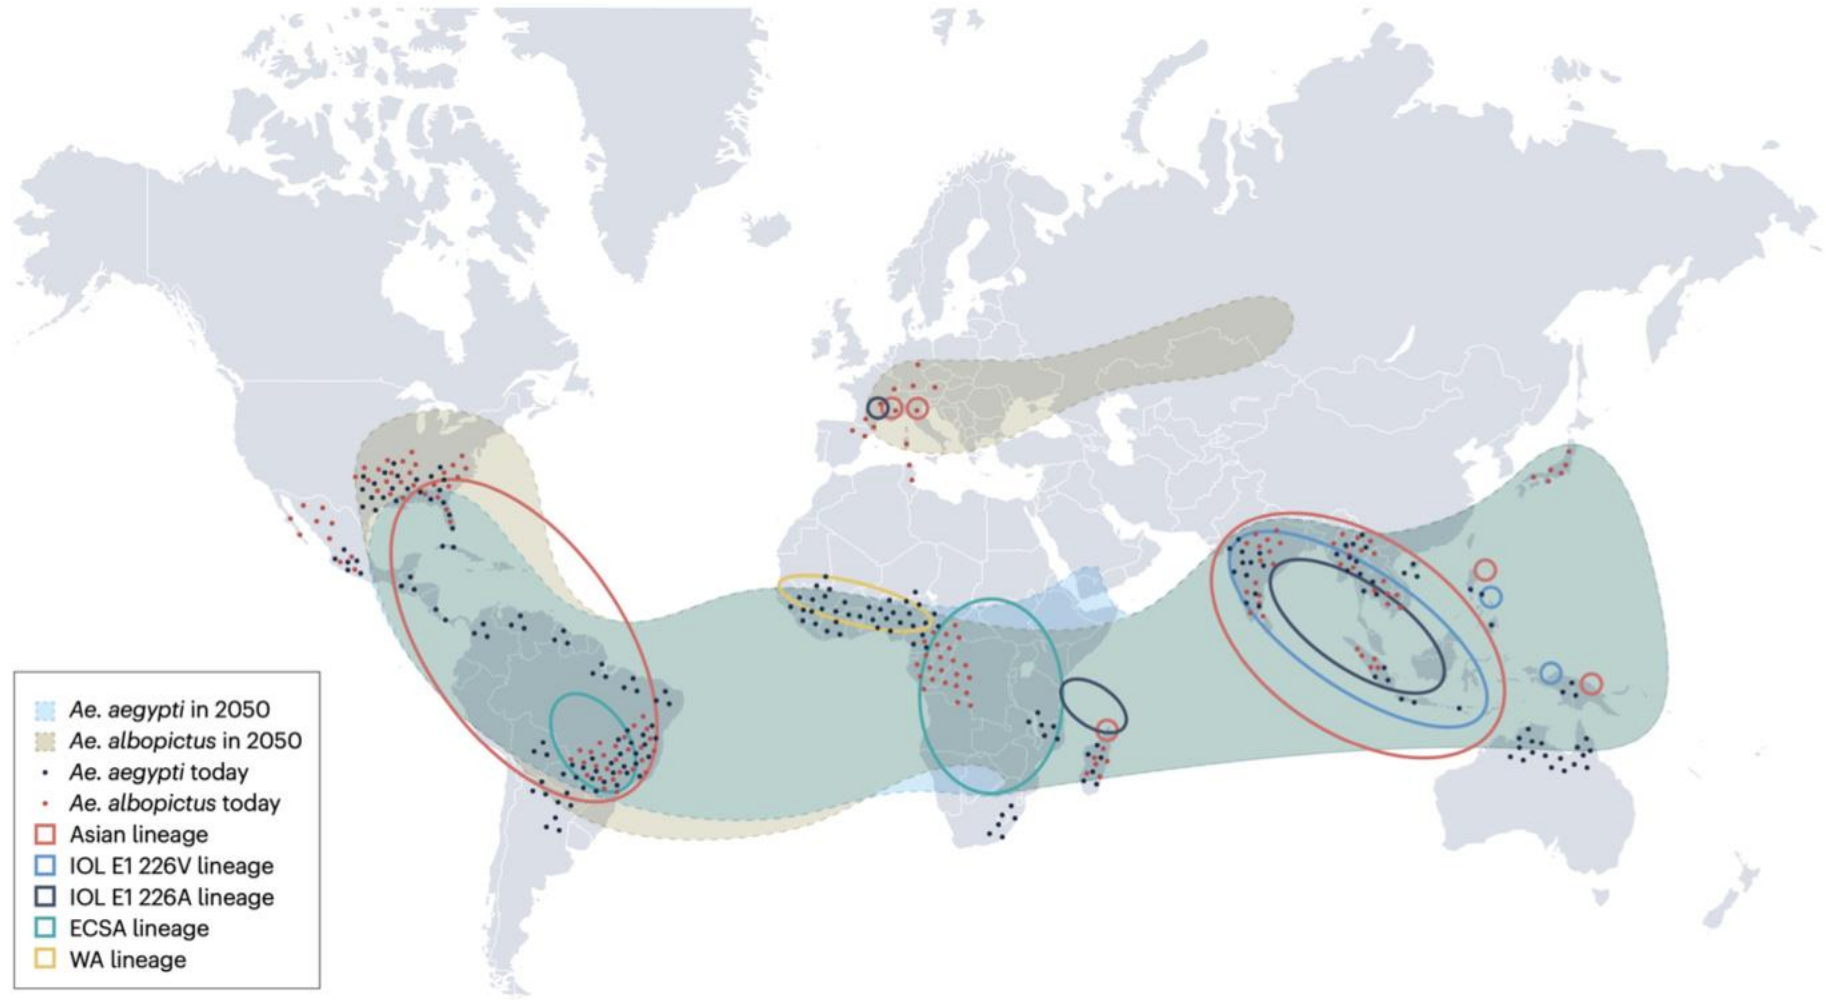 Ae. aegypti in 2050
Ae. albopictus in 2050
Ae. aegypti today
Ae. albopictus today
Asian lineage
IOL E1 226V lineage
IOL E1 226A lineage
ECSA lineage
WA lineage